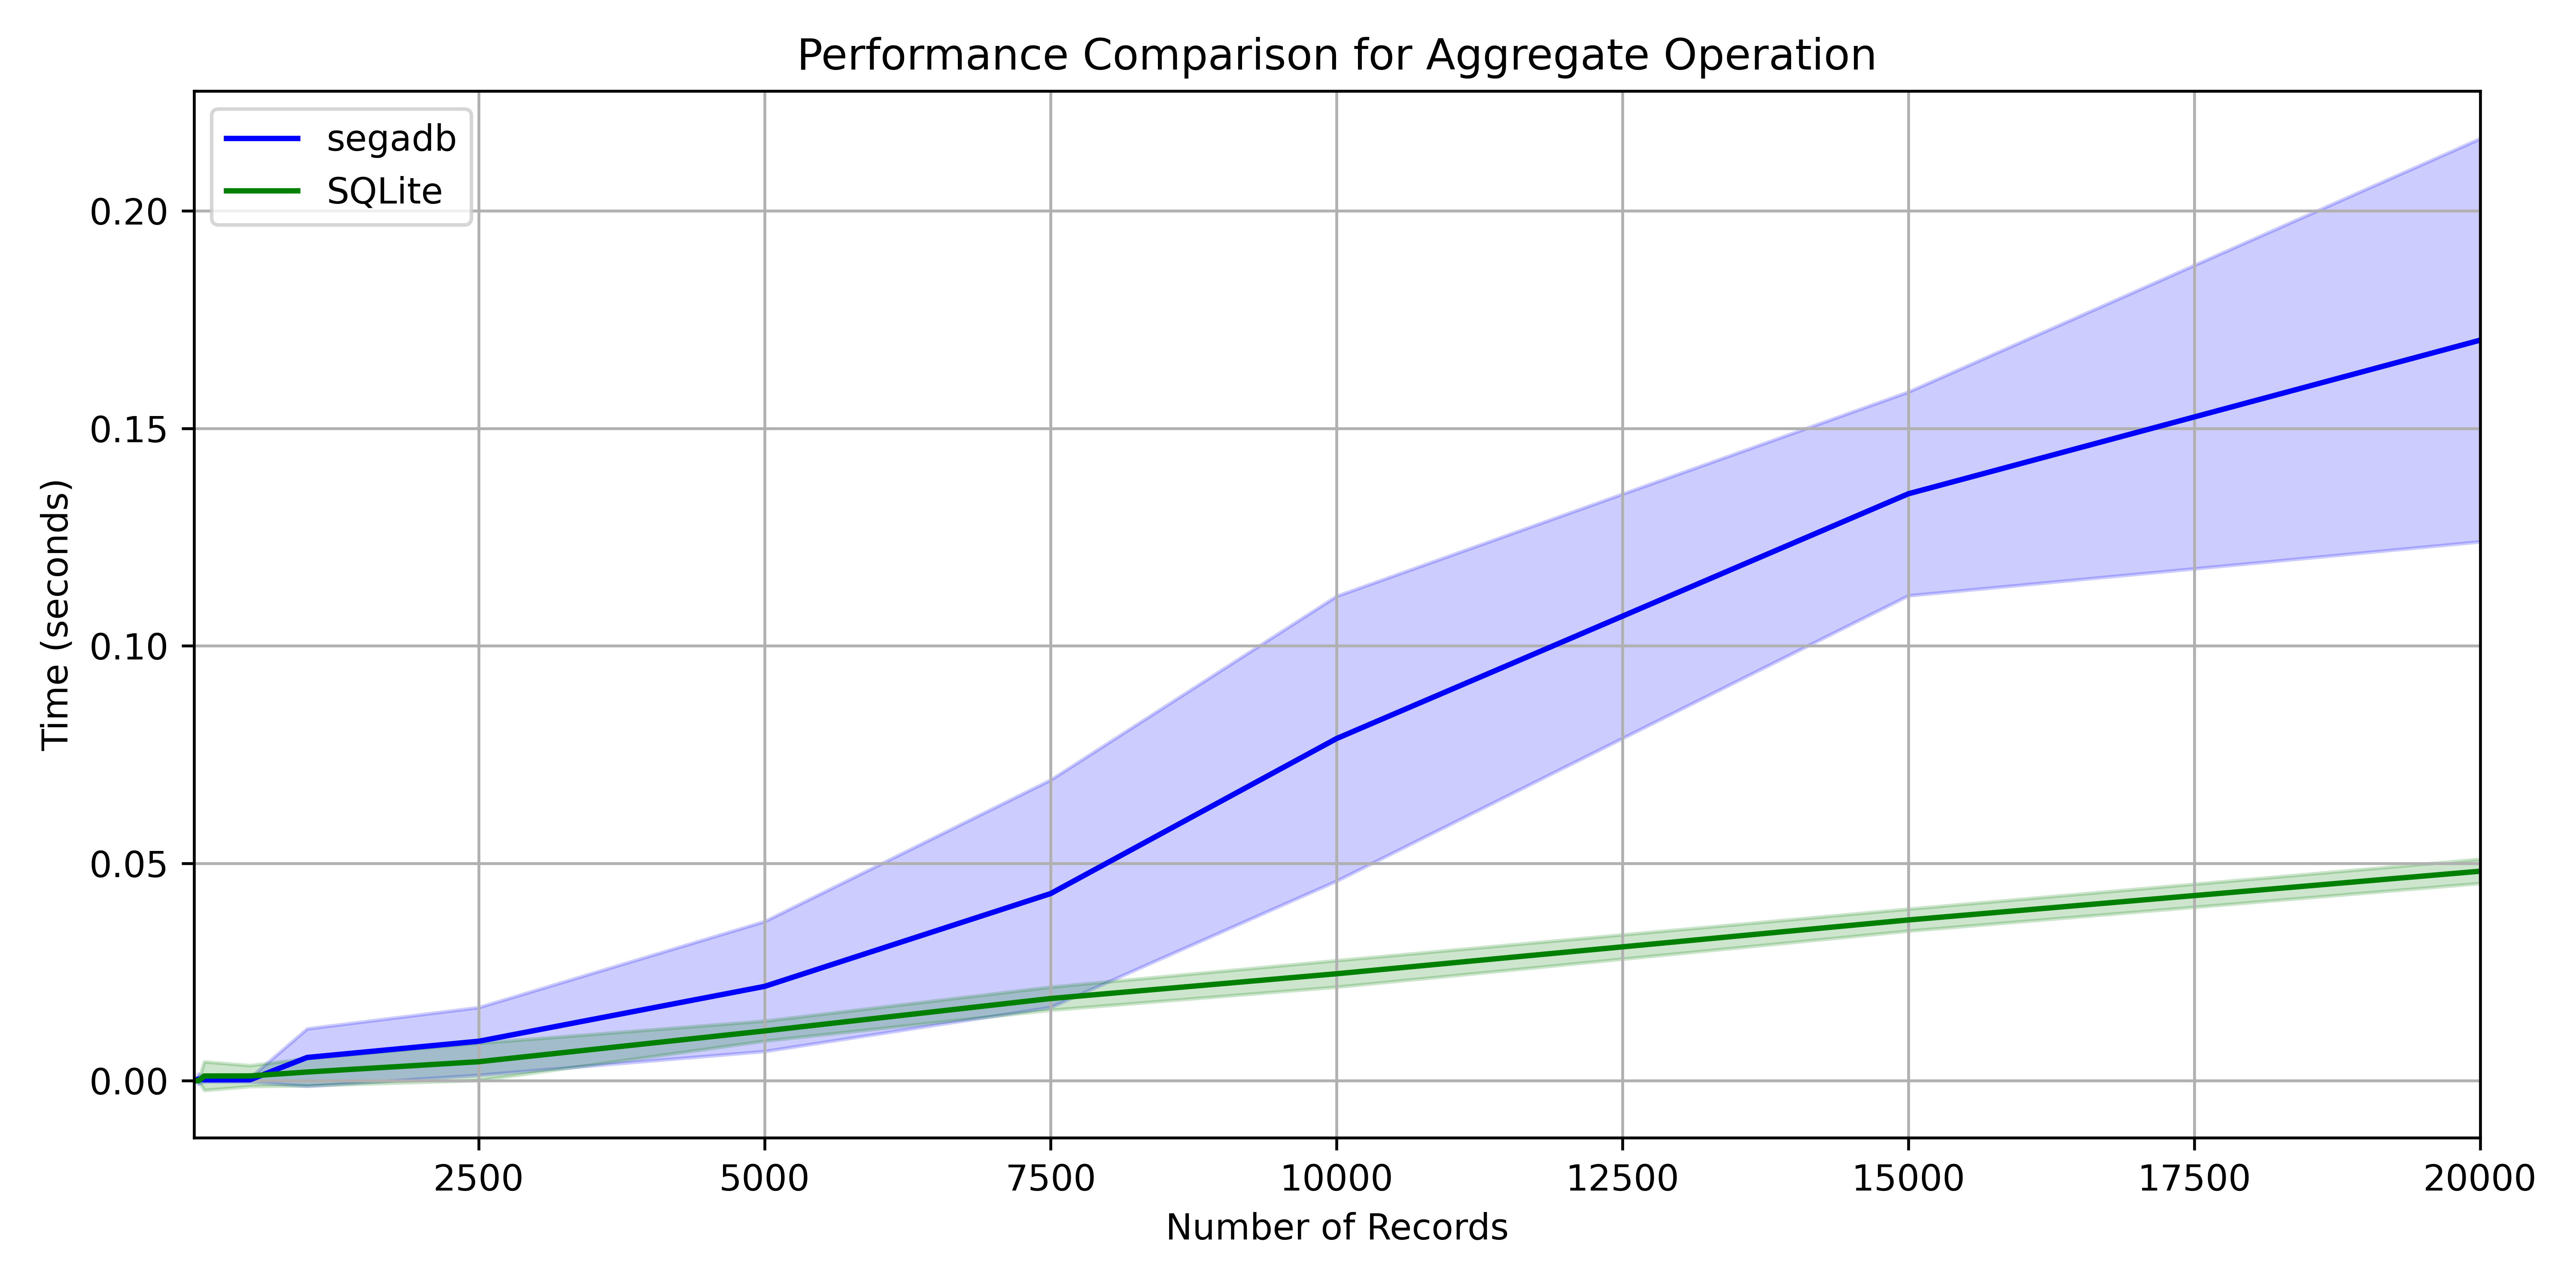 Performance Comparison for Aggregate Operation
segadb
SQLite
0.20
0.15
0.10
0.05
0.00
Time (seconds)
2500 5000 7500 10000 12500 15000 17500 20000
Number of Records